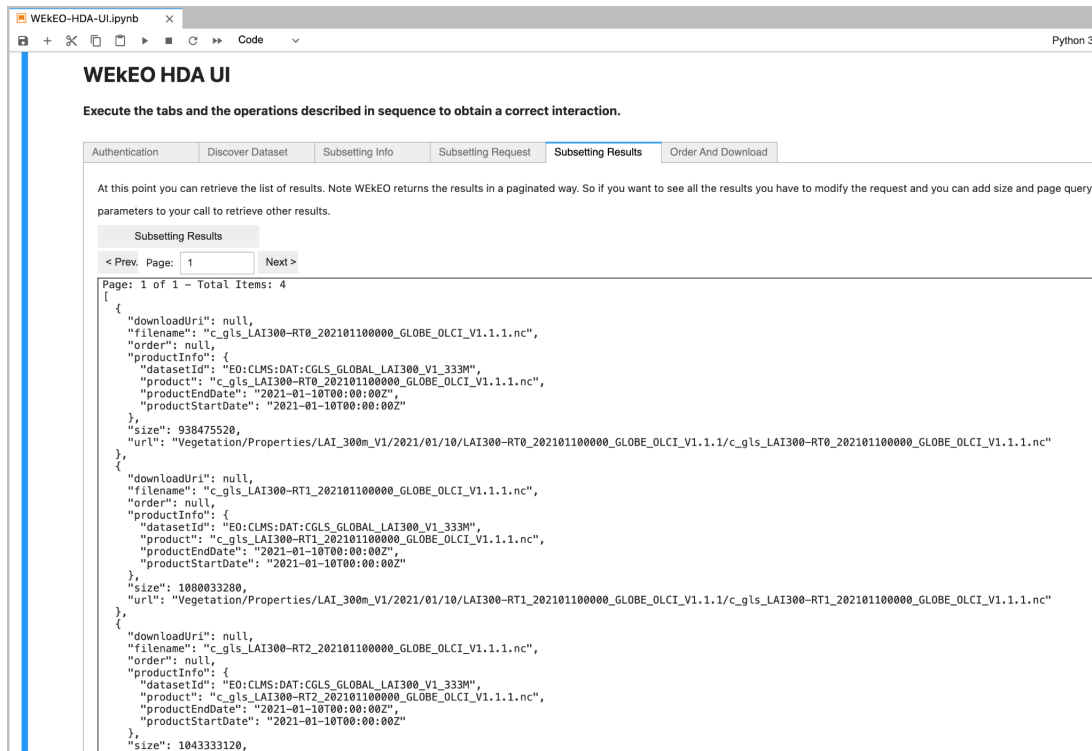 WEkEO-HDA-UI.ipynb
Code
Python 3
WEkEO HDA UI
Execute the tabs and the operations described in sequence to obtain a correct interaction.
Authentication Discover Dataset Subsetting Info Subsetting Request Subsetting Results Order And Download
At this point you can retrieve the list of results. Note WEkEO returns the results in a paginated way. So if you want to see all the results you have to modify the request and you can add size and page query
parameters to your call to retrieve other results.
Subsetting Results
< Prev. Page: 1 Next >
Page: 1 of 1 - Total Items: 4
[
{
"downloadUri": null,
"filename": "c_gls_LAI300-RT0_202101100000_GLOBE_OLCI_V1.1.1.nc",
"order": null,
"productInfo": {
"datasetId": "EO:CLMS:DAT:CGLS_GLOBAL_LAI300_V1_333M",
"product": "c_gls_LAI300-RT0_202101100000_GLOBE_OLCI_V1.1.1.nc",
"productEndDate": "2021-01-10T00:00:00Z",
"productStartDate": "2021-01-10T00:00:00Z"
},
"size": 938475520,
"url": "Vegetation/Properties/LAI_300m_V1/2021/01/10/LAI300-RT0_202101100000_GLOBE_OLCI_V1.1.1/c_gls_LAI300-RT0_202101100000_GLOBE_OLCI_V1.1.1.nc"
},
{
"downloadUri": null,
"filename": "c_gls_LAI300-RT1_202101100000_GLOBE_OLCI_V1.1.1.nc",
"order": null,
"productInfo": {
"datasetId": "EO:CLMS:DAT:CGLS_GLOBAL_LAI300_V1_333M",
"product": "c_gls_LAI300-RT1_202101100000_GLOBE_OLCI_V1.1.1.nc",
"productEndDate": "2021-01-10T00:00:00Z",
"productStartDate": "2021-01-10T00:00:00Z"
},
"size": 1080033280,
"url": "Vegetation/Properties/LAI_300m_V1/2021/01/10/LAI300-RT1_202101100000_GLOBE_OLCI_V1.1.1/c_gls_LAI300-RT1_202101100000_GLOBE_OLCI_V1.1.1.nc"
},
{
"downloadUri": null,
"filename": "c_gls_LAI300-RT2_202101100000_GLOBE_OLCI_V1.1.1.nc",
"order": null,
"productInfo": {
"datasetId": "EO:CLMS:DAT:CGLS_GLOBAL_LAI300_V1_333M",
"product": "c_gls_LAI300-RT2_202101100000_GLOBE_OLCI_V1.1.1.nc",
"productEndDate": "2021-01-10T00:00:00Z",
"productStartDate": "2021-01-10T00:00:00Z"
},
"size": 1043333120,